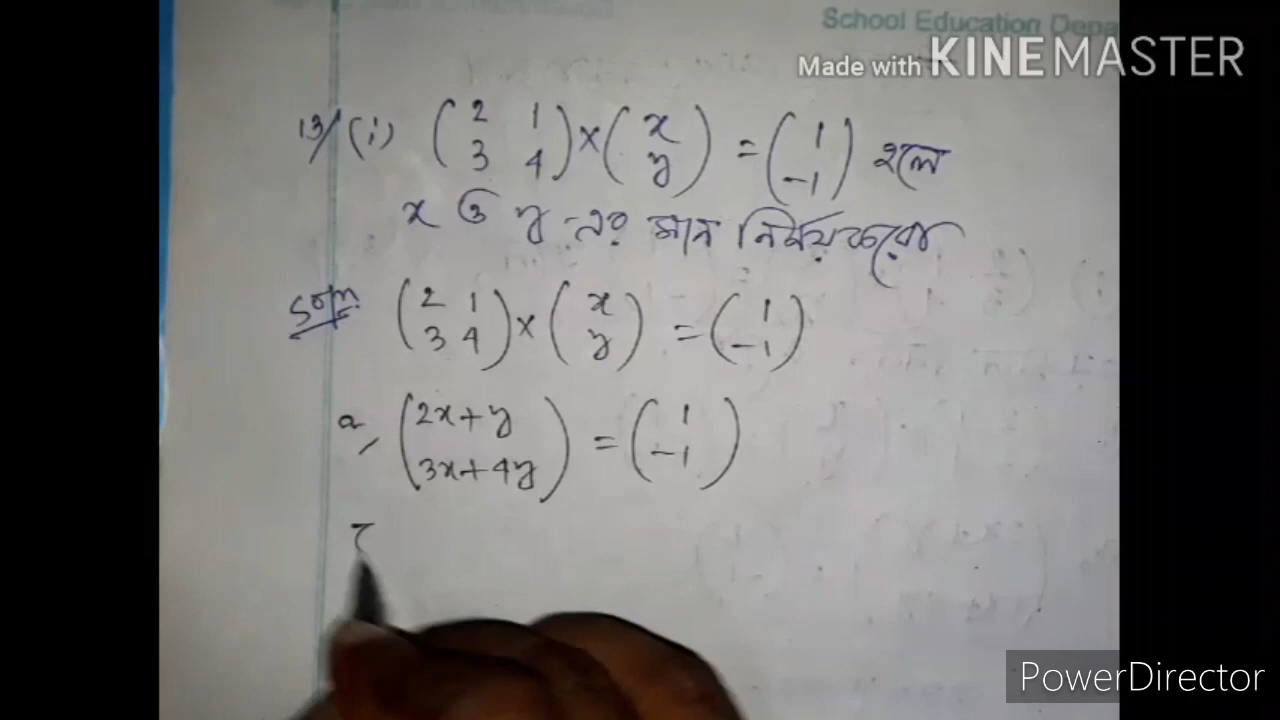 School Education Depa
Made with KINEMASTER
13/(i) (2 1 3 4) × (x y) = (1 -1) হলে
x ও y -এর মান নির্ণয় করো
Soln. (2 1 3 4) × (x y) = (1 -1)
a, (2x+y 3x+4y) = (1 -1)
PowerDirector